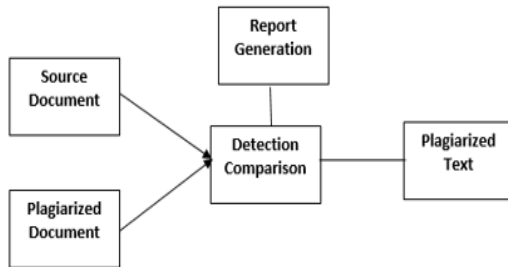 Report
Generation
Source
Document
Detection
Comparison
Plagiarized
Text
Plagiarized
Document